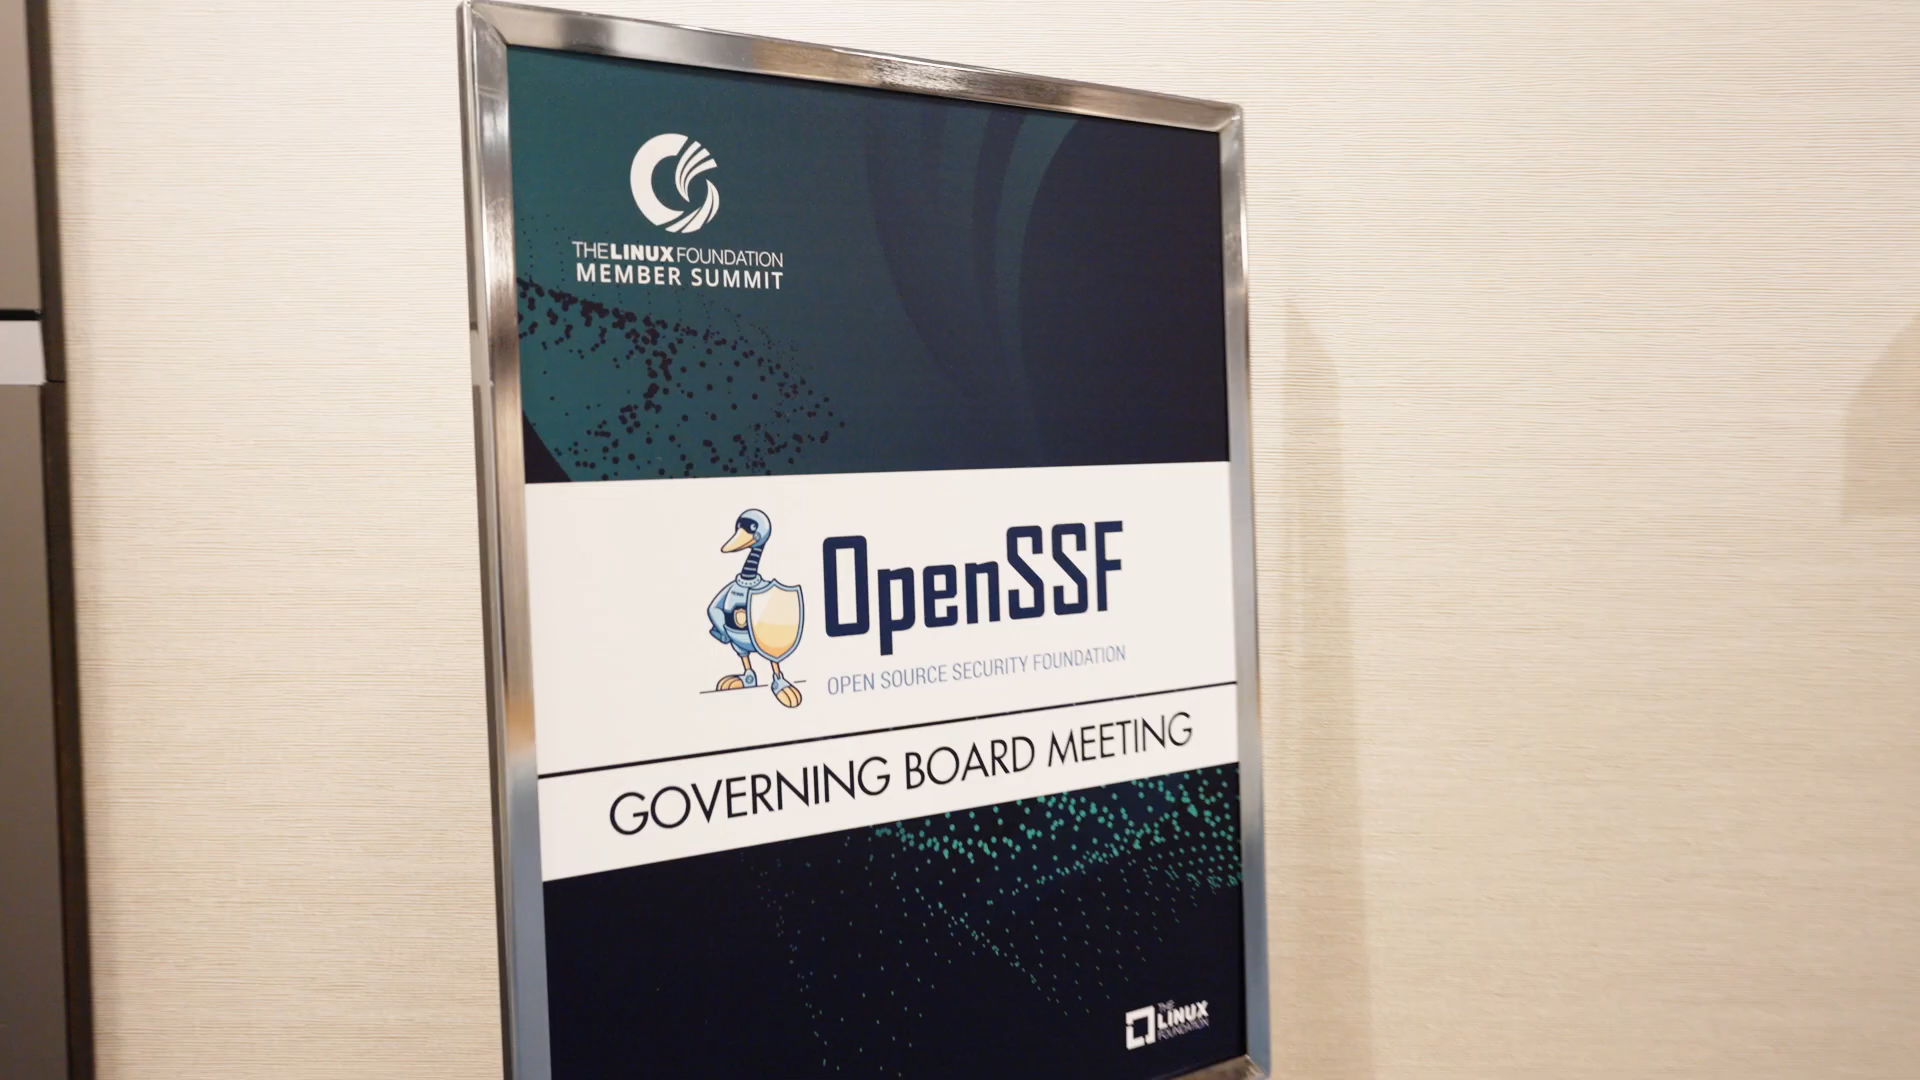 THE LINUX FOUNDATION
MEMBER SUMMIT
OpenSSF
OPEN SOURCE SECURITY FOUNDATION
GOVERNING BOARD MEETING
THE
LINUX
FOUNDATION